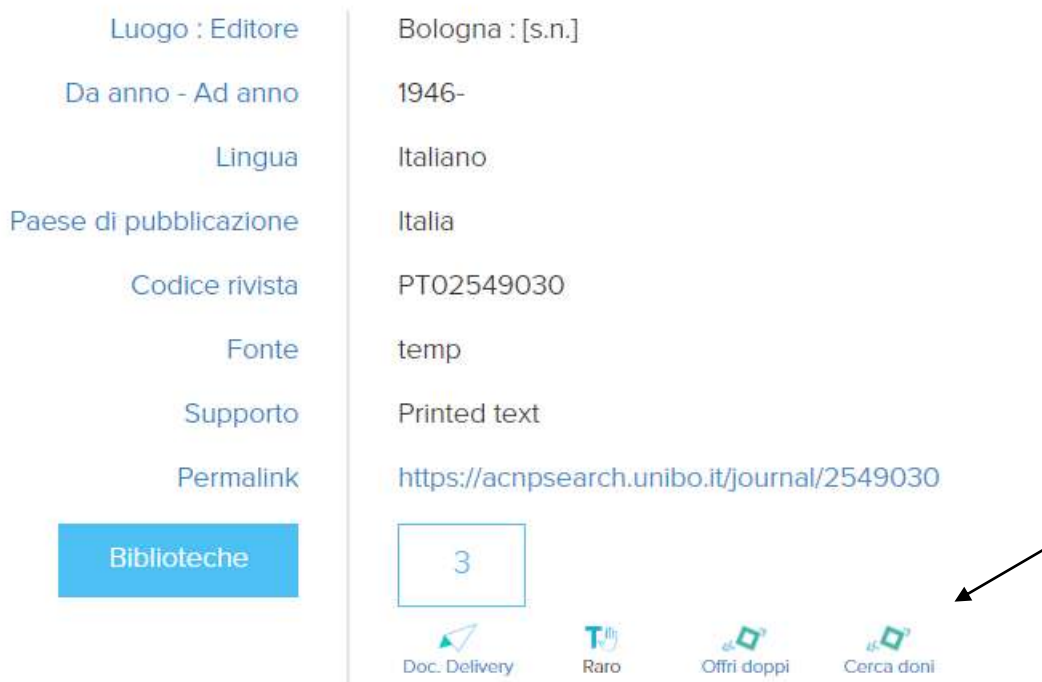 Luogo : Editore Bologna : [s.n.]
Da anno - Ad anno 1946-
Lingua Italiano
Paese di pubblicazione Italia
Codice rivista PT02549030
Fonte temp
Supporto Printed text
Permalink https://acnpsearch.unibo.it/journal/2549030
Biblioteche 3
Doc. Delivery Raro Offri doppi Cerca doni